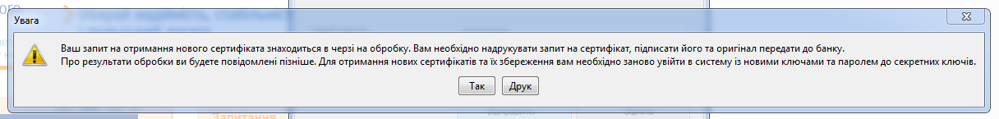 Увага
Ваш запит на отримання нового сертифіката знаходиться в черзі на обробку. Вам необхідно надрукувати запит на сертифікат, підписати його та оригінал передати до банку.
Про результати обробки ви будете повідомлені пізніше. Для отримання нових сертифікатів та їх збереження вам необхідно заново увійти в систему із новими ключами та паролем до секретних ключів.
Так
Друк
Запитання